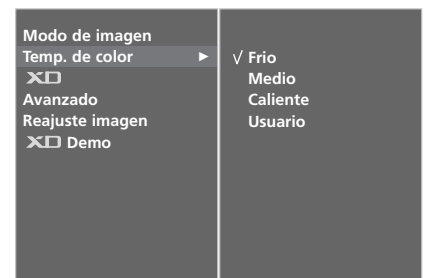 Modo de imagen
Temp. de color ►
XD
Avanzado
Reajuste imagen
XD Demo
√ Frio
Medio
Caliente
Usuario